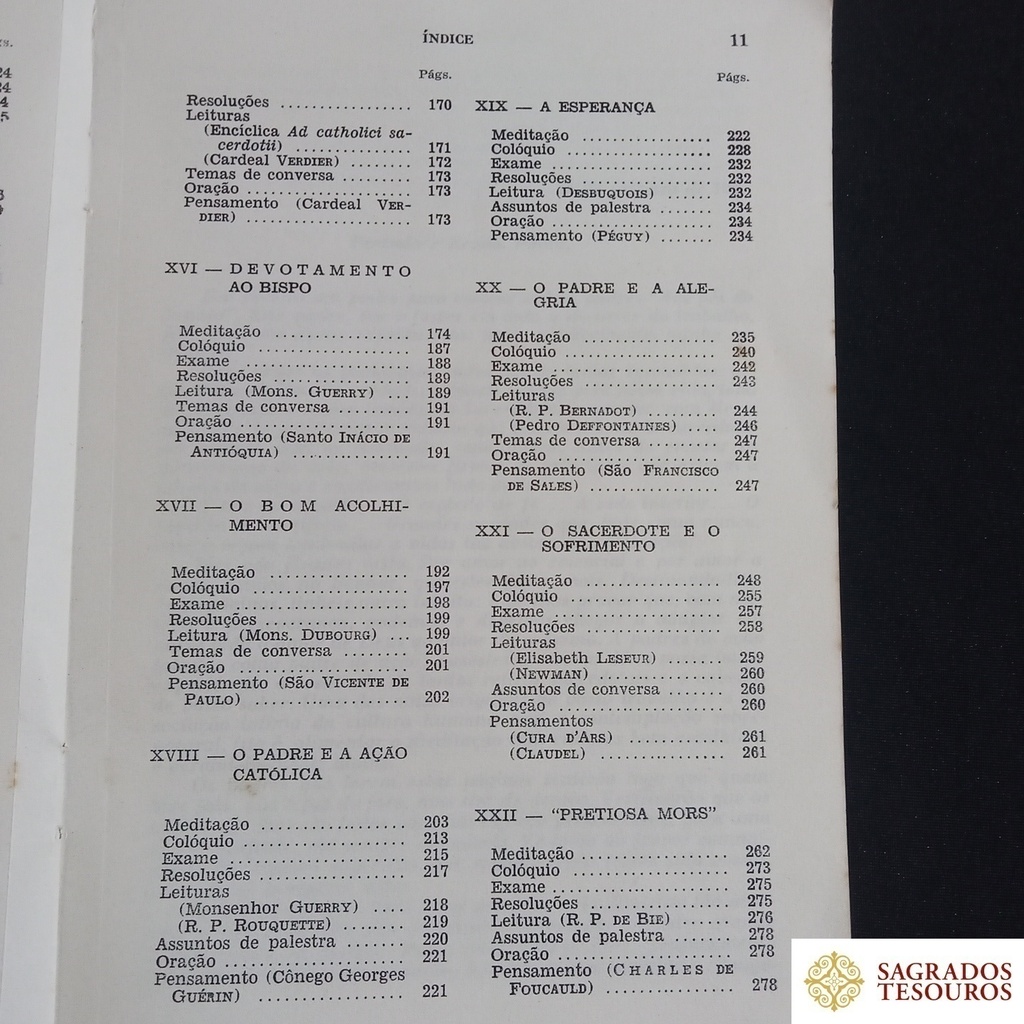 ÍNDICE 11
Págs.
Resoluções ................ 170
Leituras
(Encíclica Ad catholici sa-
cerdotii) ............... 171
(Cardeal VERDIER) ......... 172
Temas de conversa ......... 173
Oração .................... 173
Pensamento (Cardeal VER-
DIER) ..................... 173
XVI — DEVOTAMENTO
AO BISPO
Meditação ................ 174
Colóquio .................. 187
Exame .................... 188
Resoluções ................ 189
Leitura (Mons. GUERRY) ... 189
Temas de conversa ......... 191
Oração .................... 191
Pensamento (Santo INÁCIO DE
ANTIÓQUIA) ............... 191
XVII — O BOM ACOLHI-
MENTO
Meditação ................. 192
Colóquio .................. 197
Exame ..................... 198
Resoluções ................. 199
Leitura (Mons. DUBOURG) ... 199
Temas de conversa ........ 201
Oração .................... 201
Pensamento (São VICENTE DE
PAULO) .................... 202
XVIII — O PADRE E A AÇÃO
CATÓLICA
Meditação .................. 203
Colóquio ................... 213
Exame ..................... 215
Resoluções ................. 217
Leituras
(Monsenhor GUERRY) .... 218
(R. P. ROUQUETTE) ........ 219
Assuntos de palestra ....... 220
Oração ..................... 221
Pensamento (Cônego Georges
GUÉRIN) .................. 221
Págs.
XIX — A ESPERANÇA
Meditação ................. 222
Colóquio .................. 228
Exame ..................... 232
Resoluções ................ 232
Leitura (DESBUQUOIS) ...... 232
Assuntos de palestra ....... 234
Oração .................... 234
Pensamento (PÉGUY) ....... 234
XX — O PADRE E A ALE-
GRIA
Meditação ................. 235
Colóquio ................... 240
Exame ..................... 242
Resoluções ................. 243
Leituras
(R. P. BERNADOT) ......... 244
(Pedro DEFFONTAINES) .... 246
Temas de conversa ......... 247
Oração .................... 247
Pensamento (São FRANCISCO
DE SALES) ................. 247
XXI — O SACERDOTE E O
SOFRIMENTO
Meditação ................. 248
Colóquio ................... 255
Exame ..................... 257
Resoluções ................. 258
Leituras
(Elisabeth LESEUR) ....... 259
(NEWMAN) ................ 260
Assuntos de conversa ...... 260
Oração .................... 260
Pensamentos
(CURA D'ARS) ............ 261
(CLAUDEL) ................ 261
XXII — “PRETIOSA MORS”
Meditação .................. 262
Colóquio ................... 273
Exame ..................... 275
Resoluções ................. 275
Leitura (R. P. DE BIE) ..... 276
Assuntos de palestra ....... 278
Oração ..................... 278
Pensamento (CHARLES DE
FOUCAULD) ................ 278
SAGRADOS
TESOUROS